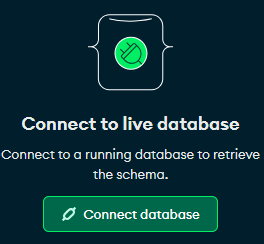 Connect to live database
Connect to a running database to retrieve
the schema.
Connect database